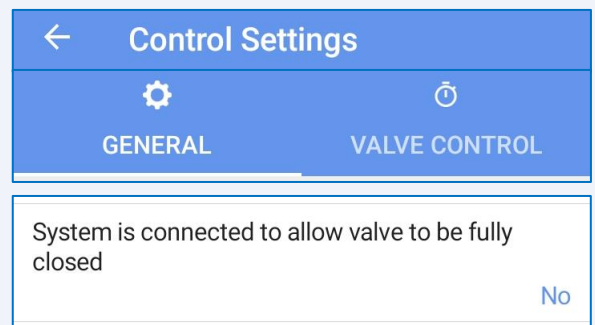 Control Settings
GENERAL
VALVE CONTROL
System is connected to allow valve to be fully
closed
No